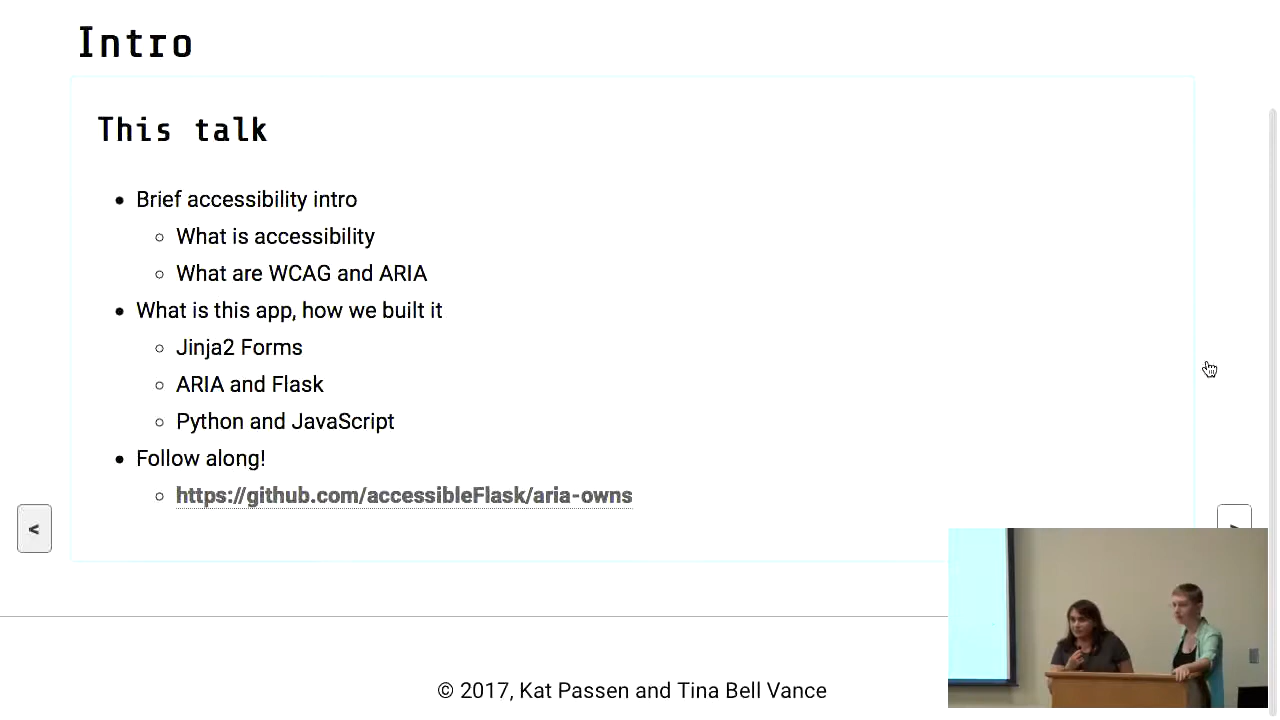 Intro
This talk
Brief accessibility intro
What is accessibility
What are WCAG and ARIA
What is this app, how we built it
Jinja2 Forms
ARIA and Flask
Python and JavaScript
Follow along!
https://github.com/accessibleFlask/aria-owns
<
>
© 2017, Kat Passen and Tina Bell Vance